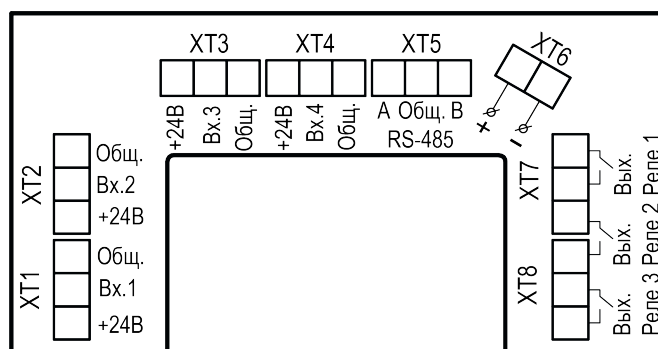 XT3 XT4 XT5 XT6
+24В Вх.3 Общ. +24В Вх.4 Общ. A Общ. B
RS-485
+ −
XT2
Общ.
Вх.2
+24В
XT1
Общ.
Вх.1
+24В
XT7
XT8
Вых. Реле 1
Вых. Реле 2
Вых. Реле 3